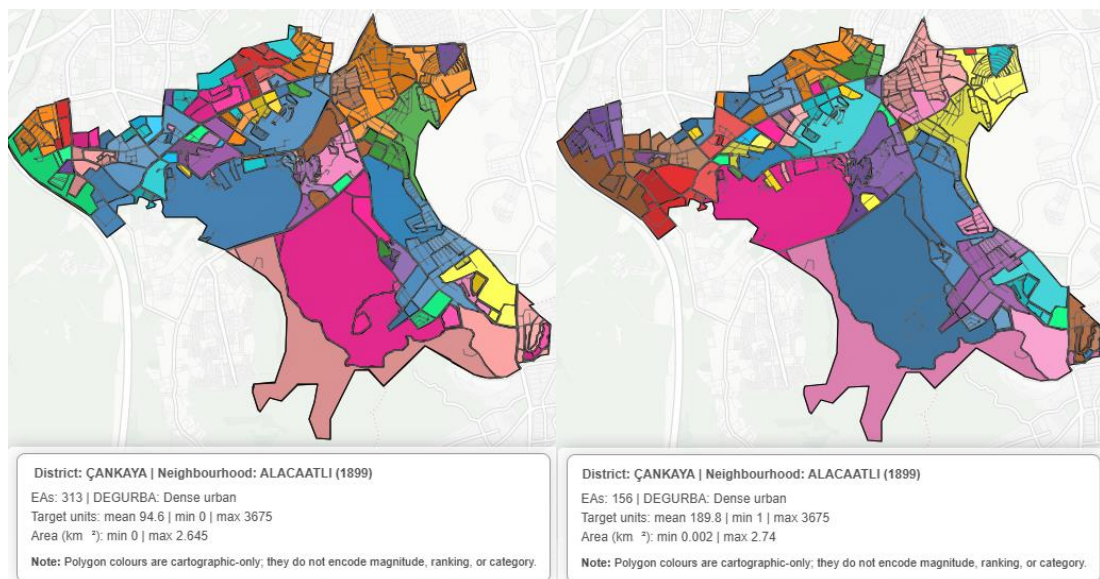 District: ÇANKAYA | Neighbourhood: ALACAATLI (1899)
EAs: 313 | DEGURBA: Dense urban
Target units: mean 94.6 | min 0 | max 3675
Area (km ²): min 0 | max 2.645
Note: Polygon colours are cartographic-only; they do not encode magnitude, ranking, or category.
District: ÇANKAYA | Neighbourhood: ALACAATLI (1899)
EAs: 156 | DEGURBA: Dense urban
Target units: mean 189.8 | min 1 | max 3675
Area (km ²): min 0.002 | max 2.74
Note: Polygon colours are cartographic-only; they do not encode magnitude, ranking, or category.